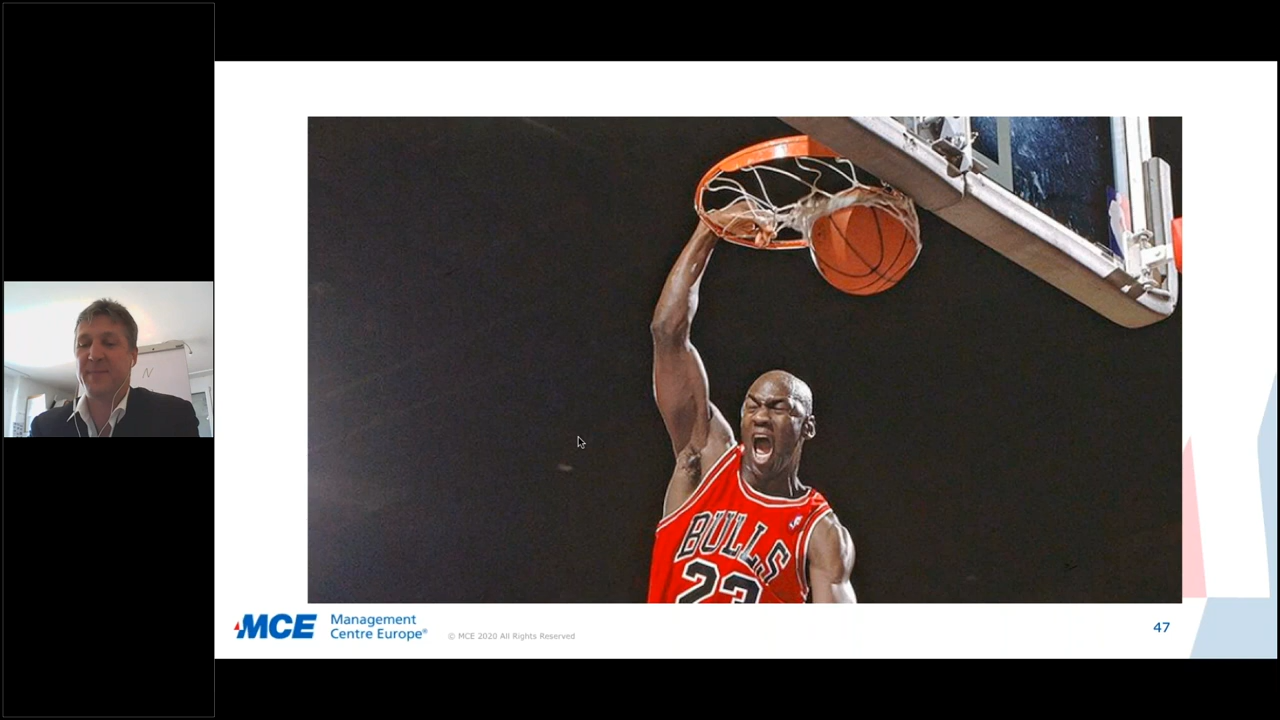 N
BULLS
23
MCE
Management
Centre Europe®
© MCE 2020 All Rights Reserved
47